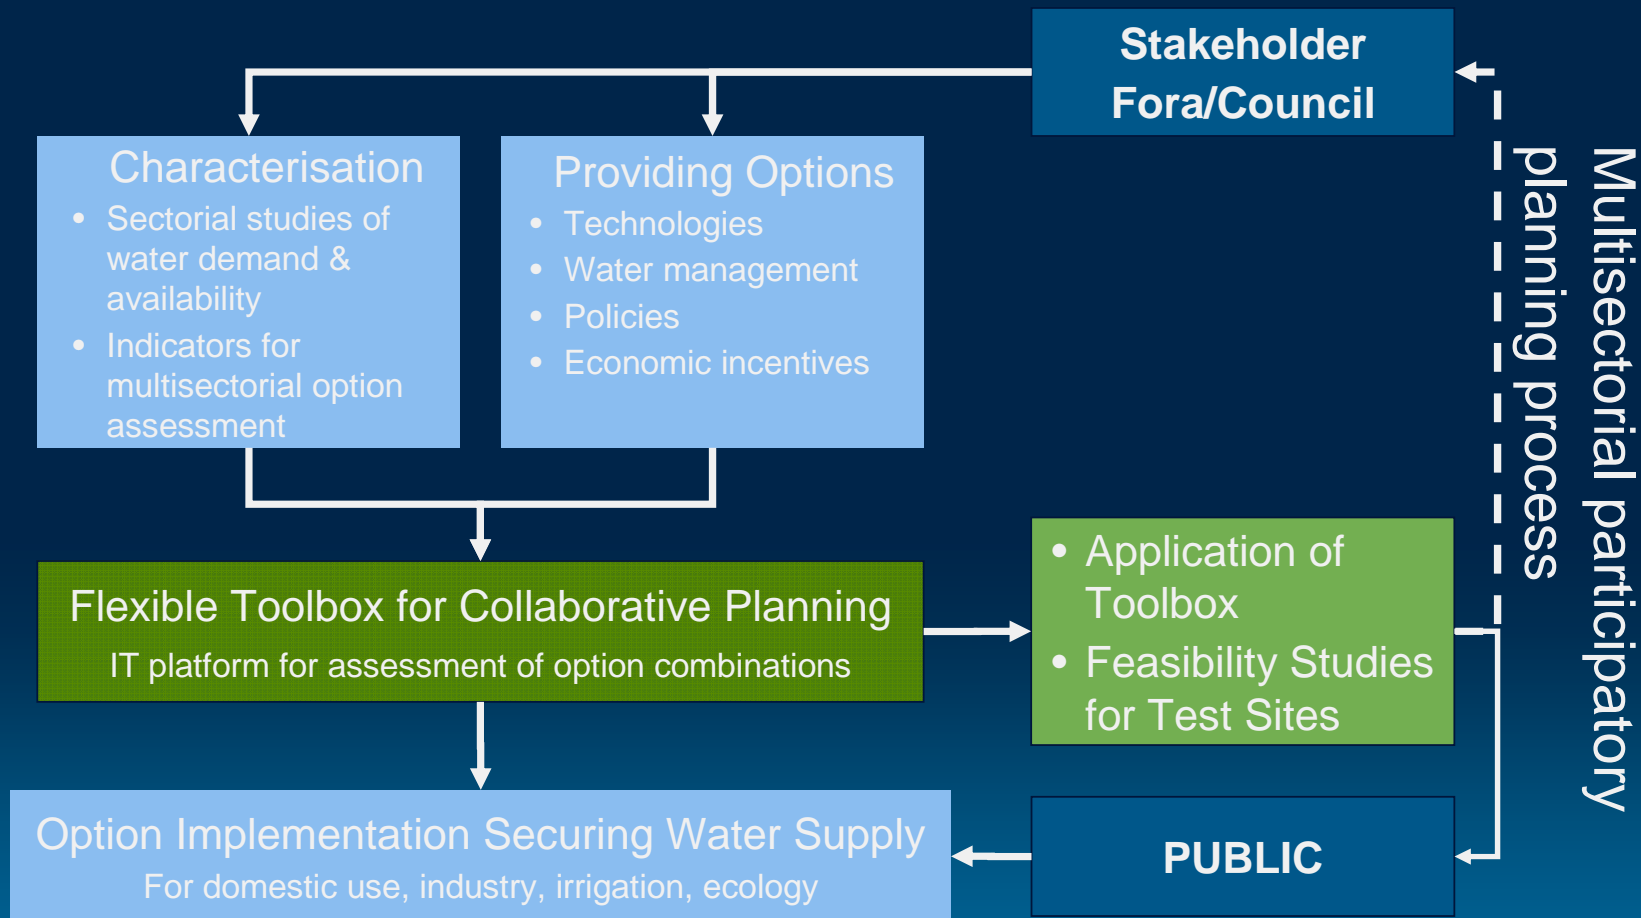 Stakeholder
Fora/Council
Characterisation
• Sectorial studies of
water demand &
availability
• Indicators for
multisectorial option
assessment
Providing Options
• Technologies
• Water management
• Policies
• Economic incentives
Flexible Toolbox for Collaborative Planning
IT platform for assessment of option combinations
• Application of
Toolbox
• Feasibility Studies
for Test Sites
Option Implementation Securing Water Supply
For domestic use, industry, irrigation, ecology
PUBLIC
Multisectorial participatory
planning process